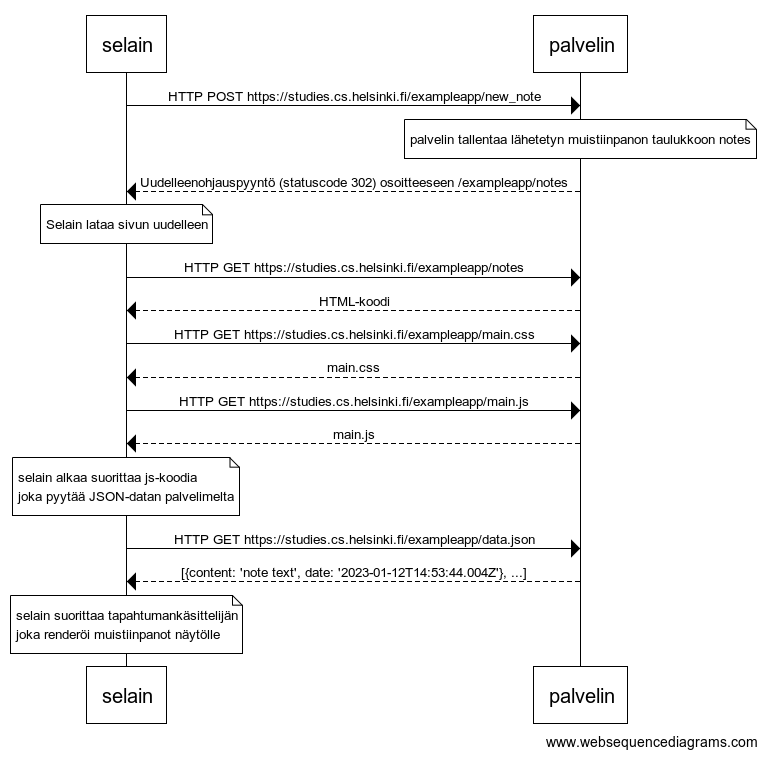 selain
palvelin
HTTP POST https://studies.cs.helsinki.fi/exampleapp/new_note
palvelin tallentaa lähetetyn muistiinpanon taulukkoon notes
Uudelleenohjauspyyntö (statuscode 302) osoitteeseen /exampleapp/notes
Selain lataa sivun uudelleen
HTTP GET https://studies.cs.helsinki.fi/exampleapp/notes
HTML-koodi
HTTP GET https://studies.cs.helsinki.fi/exampleapp/main.css
main.css
HTTP GET https://studies.cs.helsinki.fi/exampleapp/main.js
main.js
selain alkaa suorittaa js-koodia
joka pyytää JSON-datan palvelimelta
HTTP GET https://studies.cs.helsinki.fi/exampleapp/data.json
[{content: 'note text', date: '2023-01-12T14:53:44.004Z'}, ...]
selain suorittaa tapahtumankäsittelijän
joka renderöi muistiinpanot näytölle
selain
palvelin
www.websequencediagrams.com